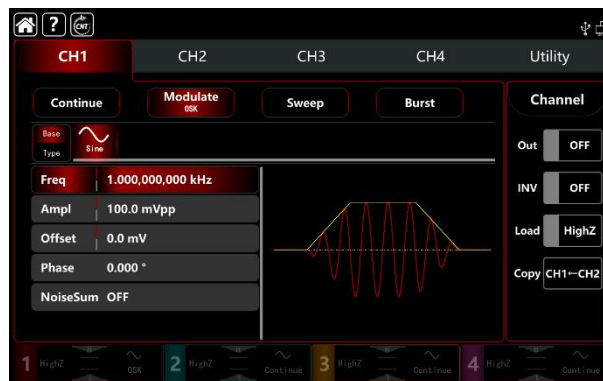 ? CNT
CH1 CH2 CH3 CH4 Utility
Continue Modulate Sweep Burst Channel
OSK
Base
Type Sine
Out OFF
Freq 1.000,000,000 kHz
INV OFF
Ampl 100.0 mVpp
Offset 0.0 mV
Load HighZ
Phase 0.000 °
Copy CH1←CH2
NoiseSum OFF
1 HighZ OSK 2 HighZ Continue 3 HighZ Continue 4 HighZ Continue